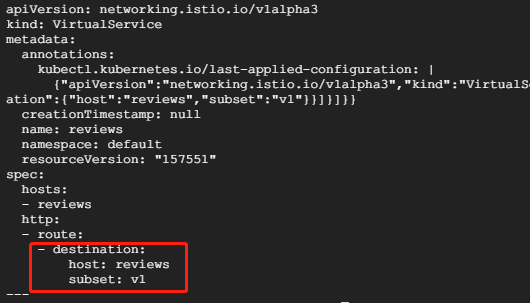 apiVersion: networking.istio.io/v1alpha3
kind: VirtualService
metadata:
  annotations:
    kubectl.kubernetes.io/last-applied-configuration: |
      {"apiVersion":"networking.istio.io/v1alpha3","kind":"VirtualS
ation":{"host":"reviews","subset":"v1"}}]}]}}
  creationTimestamp: null
  name: reviews
  namespace: default
  resourceVersion: "157551"
spec:
  hosts:
  - reviews
  http:
  - route:
    - destination:
        host: reviews
        subset: v1
---